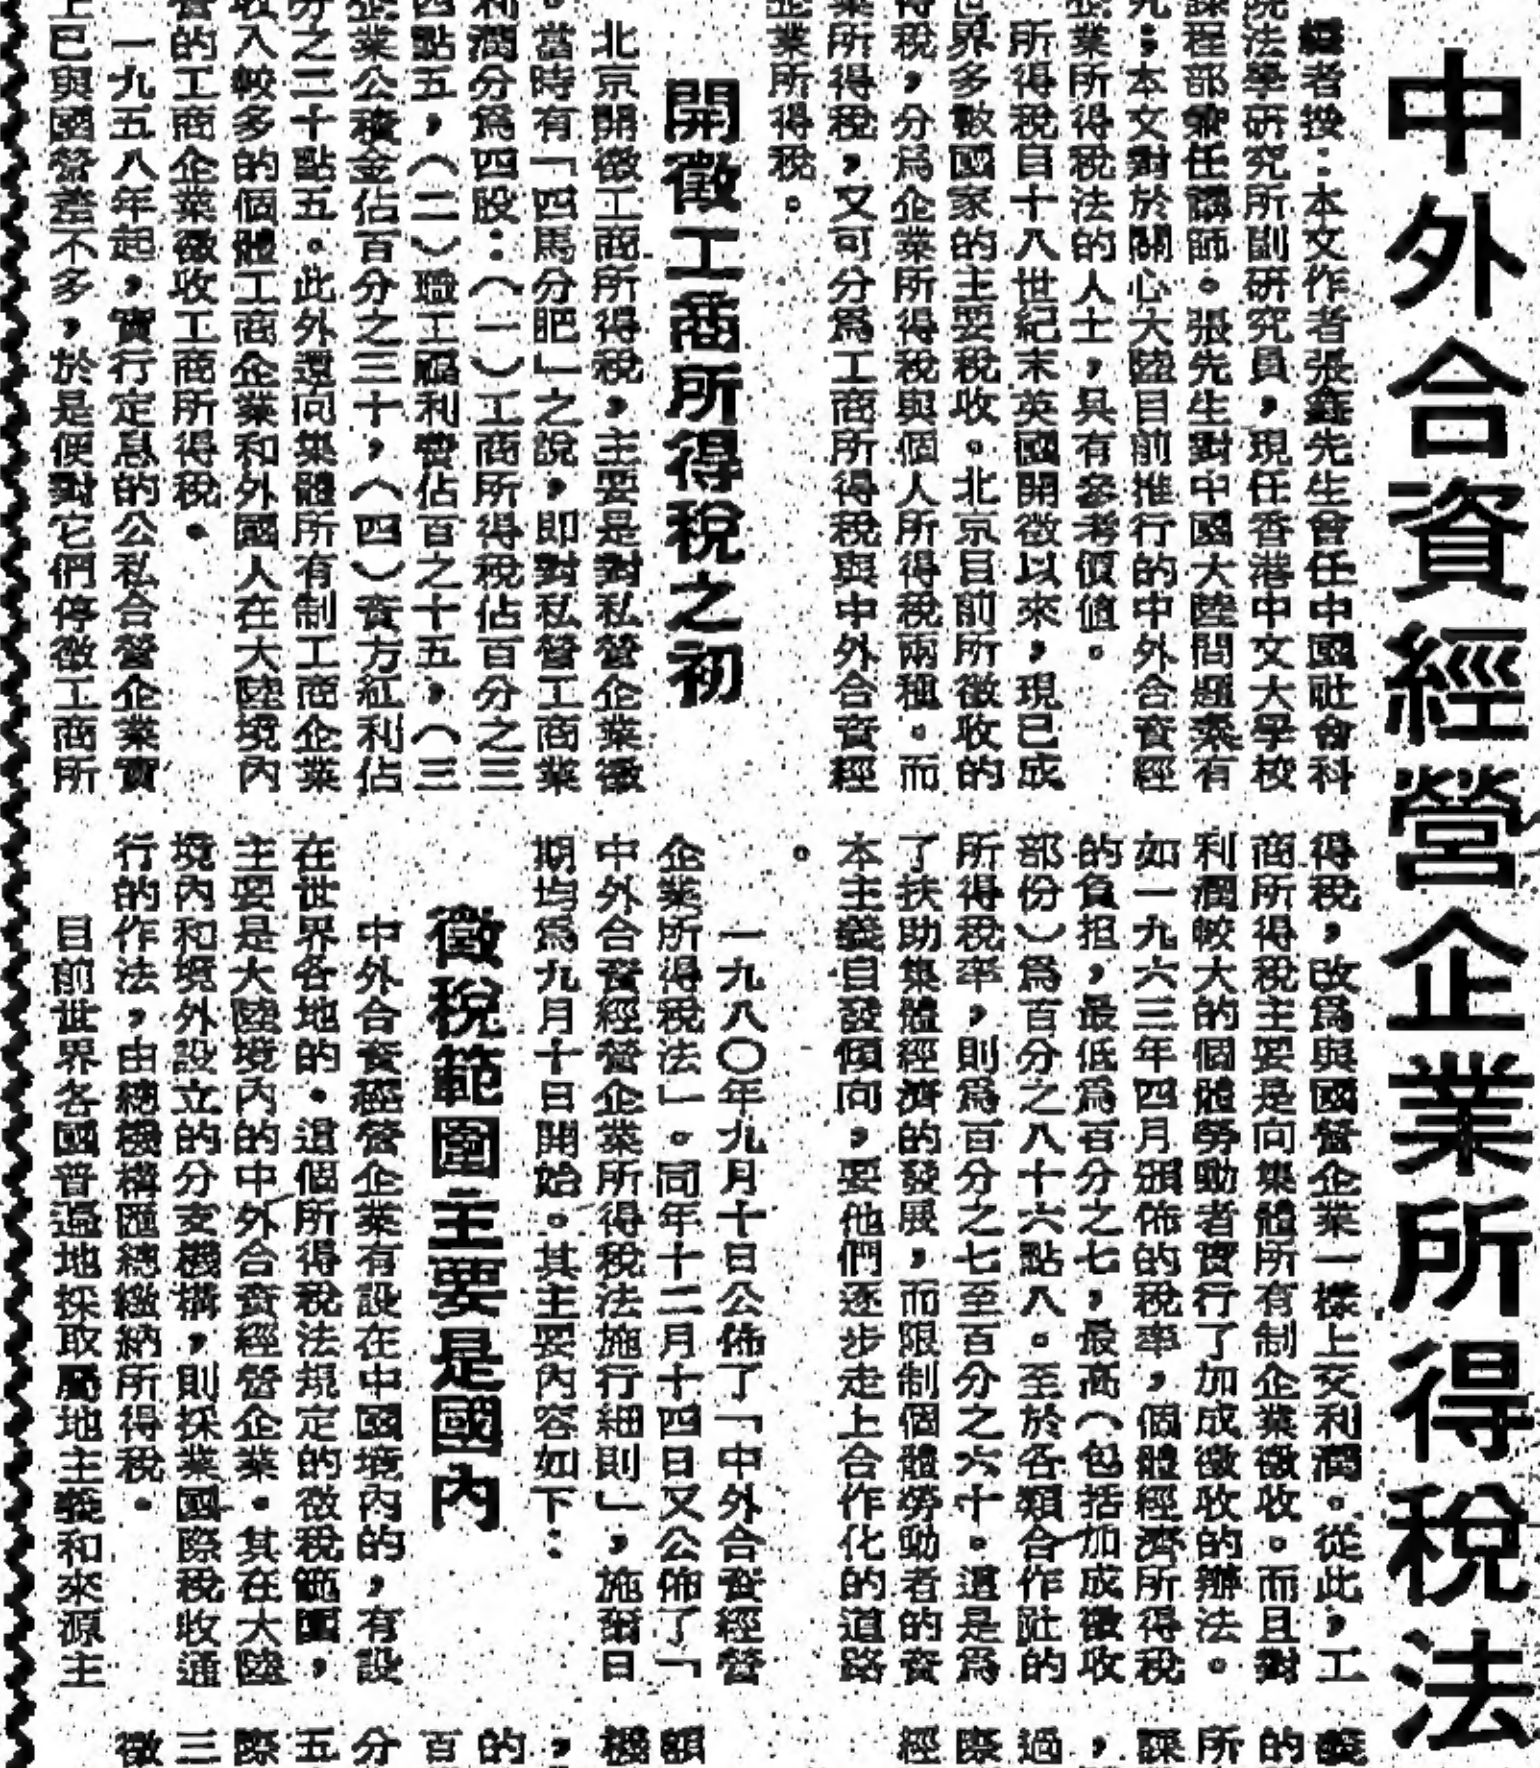 中外合資經營企業所得稅法
編者按：本文作者張鑫先生會任中國社會科
院法學研究所副研究員，現任香港中文大學校
課程部兼任講師。張先生對中國大陸問題素有
；本文對於關心大陸目前推行的中外合資經
企業所得稅法的人士，具有參考價值。
所得稅自十八世紀末英國開徵以來，現已成
世界多數國家的主要稅收。北京目前所徵收的
得稅，分爲企業所得稅與個人所得稅兩種。而
業所得稅，又可分爲工商所得稅與中外合資經
企業所得稅。
開徵工商所得稅之初
北京開徵工商所得稅，主要是對私營企業徵
。當時有「四馬分肥」之說，即對私營工商業
利潤分爲四股：（一）工商所得稅佔百分之三
四點五，（二）職工福利費佔百之十五，（三
企業公積金佔百分之三十，（四）資方紅利佔
分之二十點五。此外還向集體所有制工商企業
收入較多的個體工商企業和外國人在大陸境內
營的工商企業徵收工商所得稅。
一九五八年起，實行定息的公私合營企業實
上已與國營差不多，於是便對它們停徵工商所
得稅，改爲與國營企業一樣上交利潤。從此，工
商所得稅主要是向集體所有制企業徵收。而且對
利潤較大的個體勞動者實行了加成徵收的辦法。
如一九六三年四月頒佈的稅率，個體經濟所得稅
的負担，最低爲百分之七，最高（包括加成徵收
部份）爲百分之八十六點八。至於各類合作社的
所得稅率，則爲百分之七至百分之六十。這是爲
了扶助集體經濟的發展，而限制個體勞動者的資
本主義自發傾向，要他們逐步走上合作化的道路
。
一九八〇年九月十日公佈了「中外合資經營
企業所得稅法」。同年十二月十四日又公佈了「
中外合資經營企業所得稅法施行細則」，施爾日
期均爲九月十日開始。其主要內容如下：
徵稅範圍主要是國內
中外合資經營企業有設在中國境內的，有設
在世界各地的。這個所得稅法規定的徵稅範圍，
主要是大陸境內的中外合資經營企業。其在大陸
境內和境外設立的分支機構，則採業國際稅收通
行的作法，由總機構匯總繳納所得稅。
目前世界各國普遍地採取屬地主義和來源主
義
的
所
課
，
過
際
經
額
機
，
的
百
分
五
際
三
徵